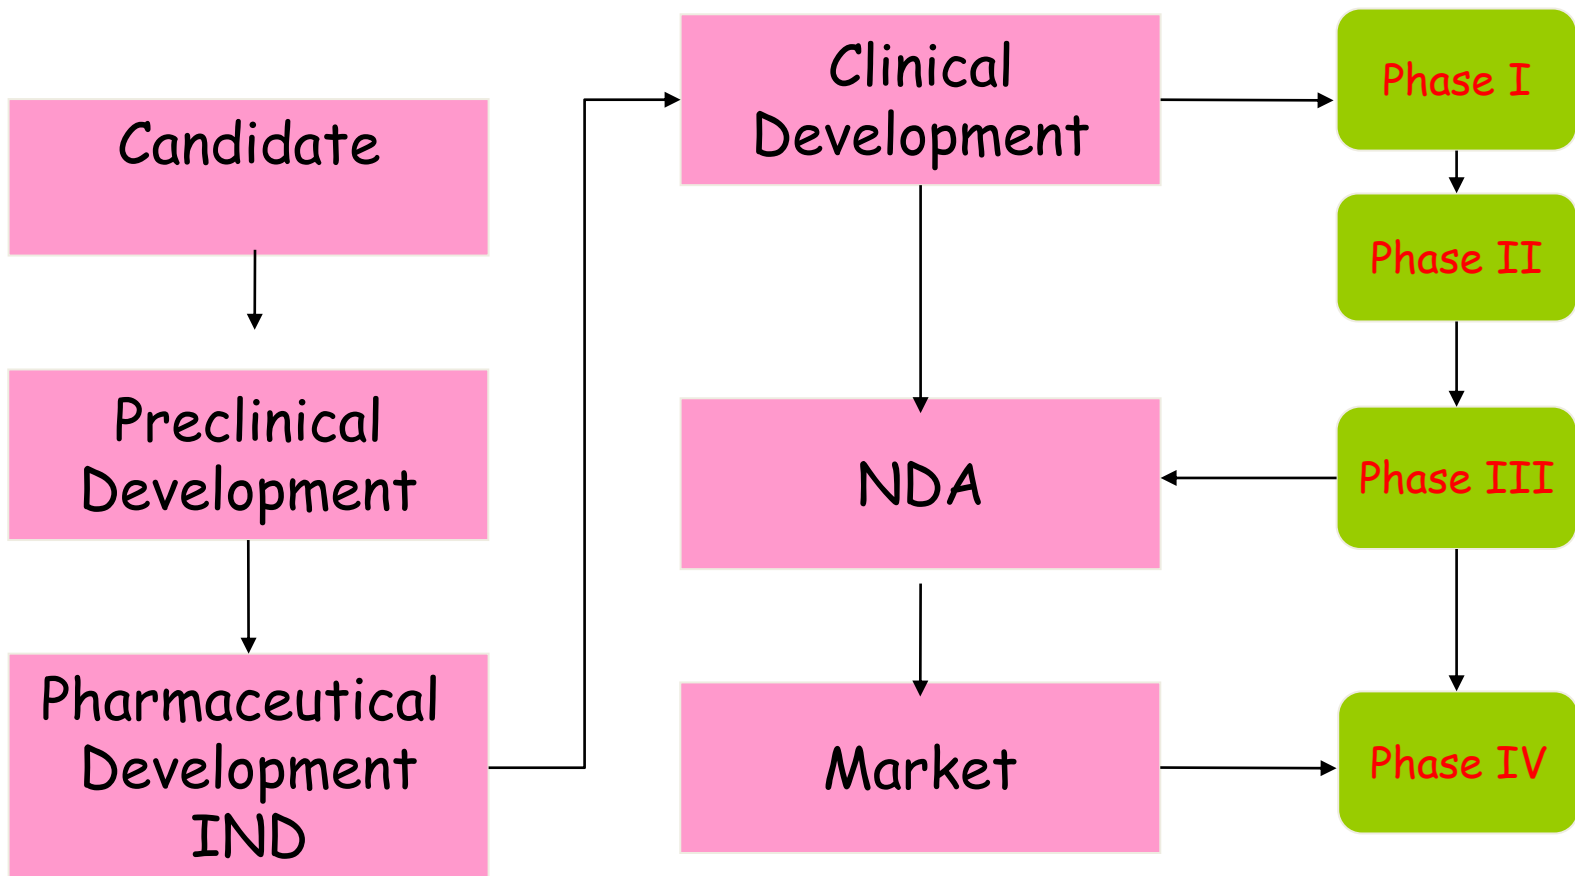 Candidate
Preclinical
Development
Pharmaceutical
Development
IND
Clinical
Development
NDA
Market
Phase I
Phase II
Phase III
Phase IV